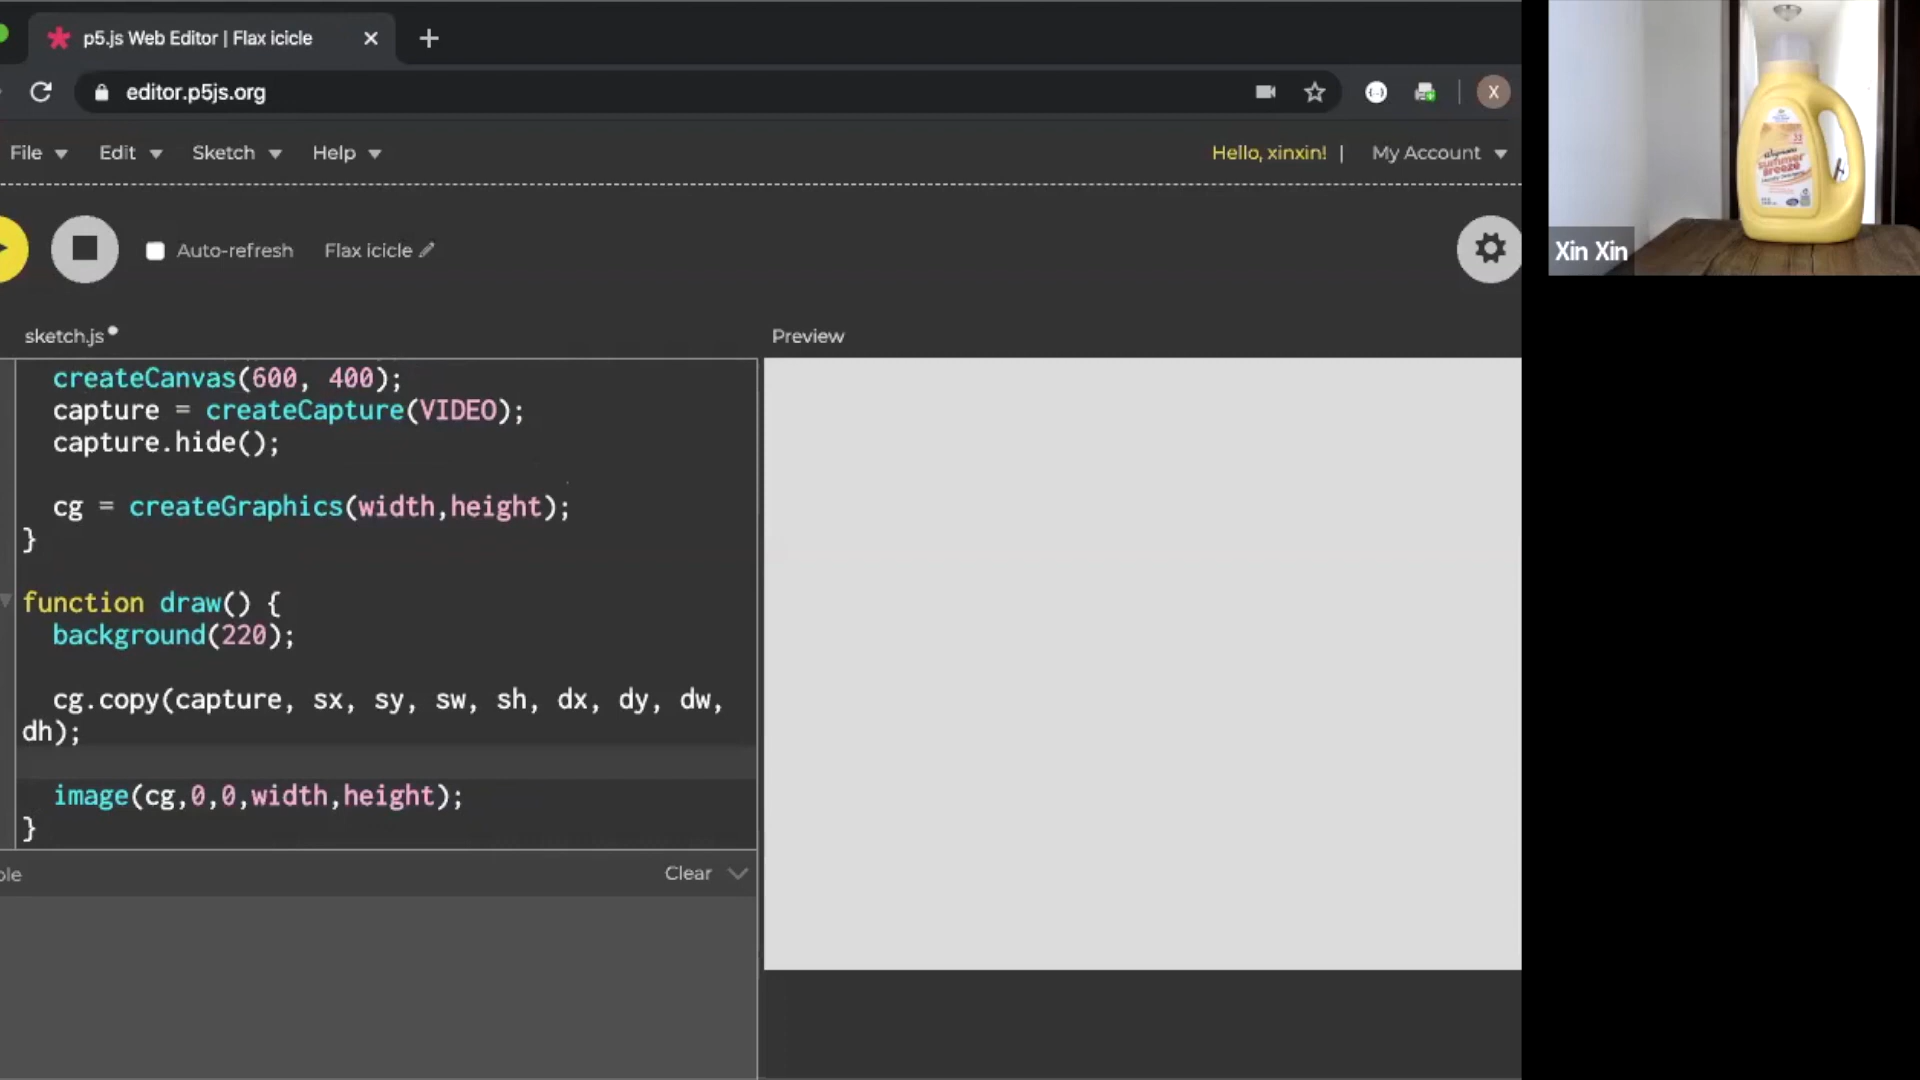 p5.js Web Editor | Flax icicle
editor.p5js.org
X
File Edit Sketch Help
Hello, xinxin! | My Account
Auto-refresh Flax icicle
sketch.js
Preview
createCanvas(600, 400);
capture = createCapture(VIDEO);
capture.hide();
cg = createGraphics(width,height);
}
function draw() {
background(220);
cg.copy(capture, sx, sy, sw, sh, dx, dy, dw,
dh);
image(cg,0,0,width,height);
}
ole
Clear
summer
breeze
Xin Xin